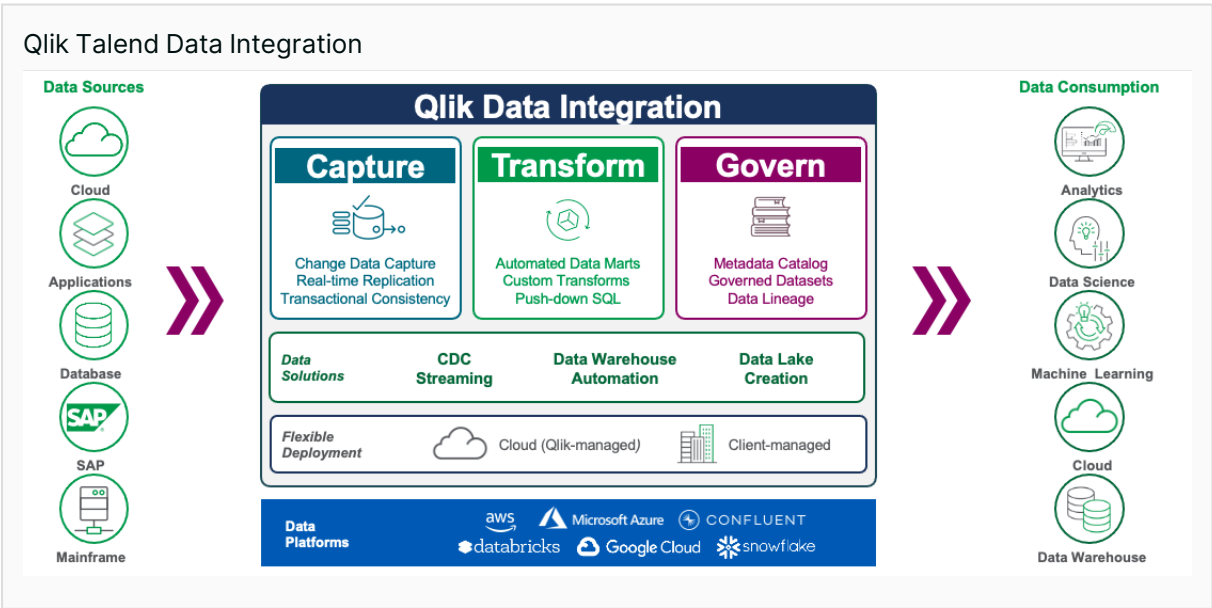 Qlik Talend Data Integration
Data Sources
Cloud
Applications
Database
SAP
SAP
Mainframe
Qlik Data Integration
Capture
Change Data Capture
Real-time Replication
Transactional Consistency
Transform
Automated Data Marts
Custom Transforms
Push-down SQL
Govern
Metadata Catalog
Governed Datasets
Data Lineage
Data
Solutions
CDC
Streaming
Data Warehouse
Automation
Data Lake
Creation
Flexible
Deployment
Cloud (Qlik-managed)
Client-managed
Data
Platforms
aws
Microsoft Azure
CONFLUENT
databricks
Google Cloud
snowflake
Data Consumption
Analytics
Data Science
Machine Learning
Cloud
Data Warehouse